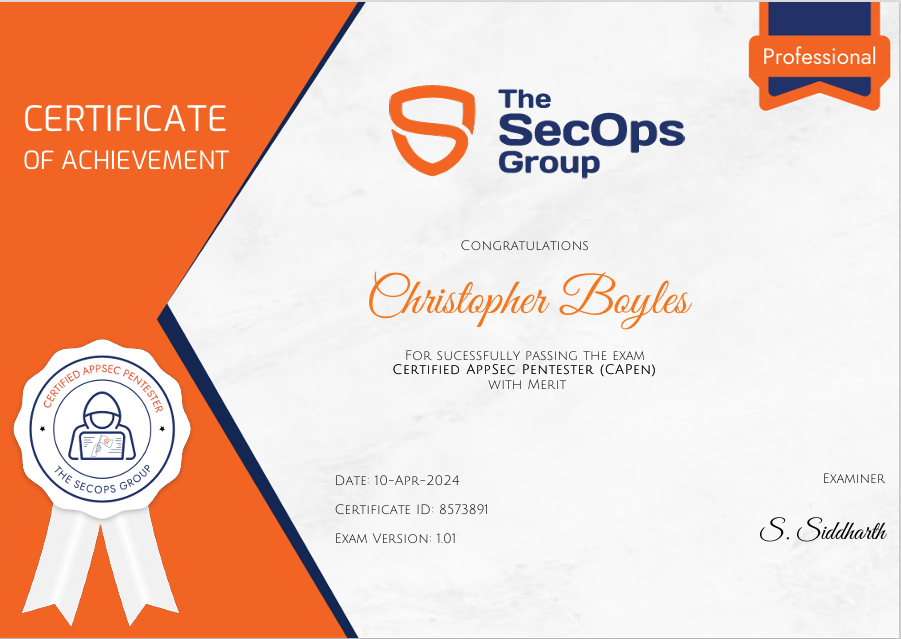 Professional
CERTIFICATE
OF ACHIEVEMENT
The
SecOps
Group
Congratulations
Christopher Boyles
For sucessfully passing the exam
Certified AppSec Pentester (CAPen)
with Merit
CERTIFIED APPSEC PENTESTER
THE SECOPS GROUP
Date: 10-Apr-2024
Certificate ID: 8573891
Exam Version: 1.01
Examiner
S. Siddharth